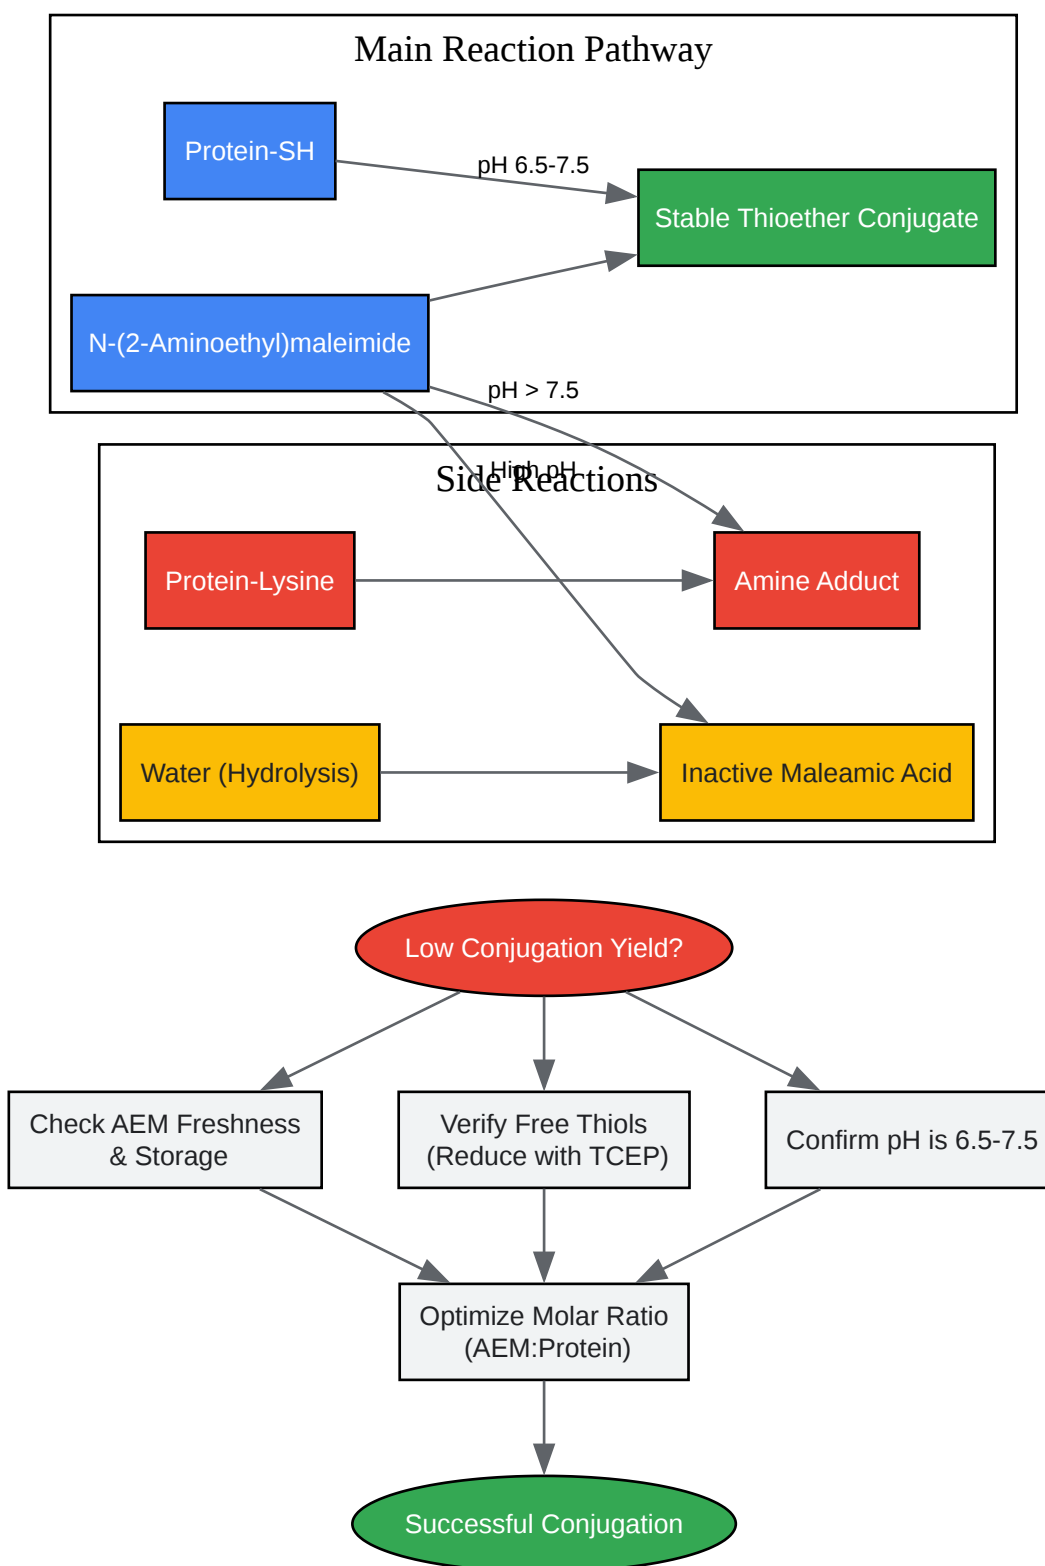 Main Reaction Pathway
Protein-SH
pH 6.5-7.5
Stable Thioether Conjugate
N-(2-Aminoethyl)maleimide
pH > 7.5
High pH
Side Reactions
Protein-Lysine
Amine Adduct
Water (Hydrolysis)
Inactive Maleamic Acid
Low Conjugation Yield?
Check AEM Freshness
& Storage
Verify Free Thiols
(Reduce with TCEP)
Confirm pH is 6.5-7.5
Optimize Molar Ratio
(AEM:Protein)
Successful Conjugation